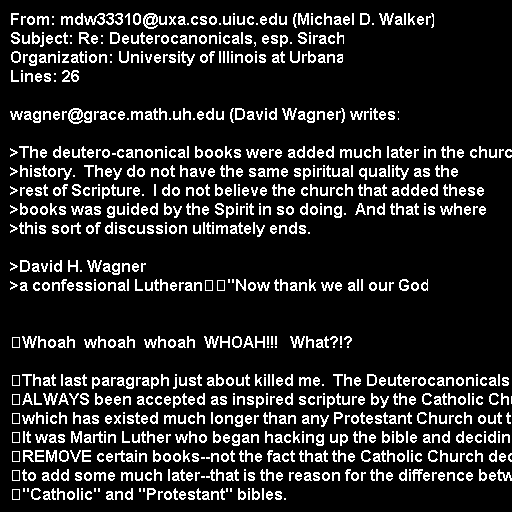 From: mdw33310@uxa.cso.uiuc.edu (Michael D. Walker)
Subject: Re: Deuterocanonicals, esp. Sirach
Organization: University of Illinois at Urbana
Lines: 26

wagner@grace.math.uh.edu (David Wagner) writes:

>The deutero-canonical books were added much later in the churc
>history.  They do not have the same spiritual quality as the
>rest of Scripture.  I do not believe the church that added these
>books was guided by the Spirit in so doing.  And that is where
>this sort of discussion ultimately ends.

>David H. Wagner
>a confessional Lutheran "Now thank we all our God

Whoah  whoah  whoah  WHOAH!!!   What?!?

That last paragraph just about killed me.  The Deuterocanonicals
ALWAYS been accepted as inspired scripture by the Catholic Chu
which has existed much longer than any Protestant Church out t
It was Martin Luther who began hacking up the bible and decidin
REMOVE certain books--not the fact that the Catholic Church dec
to add some much later--that is the reason for the difference betw
"Catholic" and "Protestant" bibles.